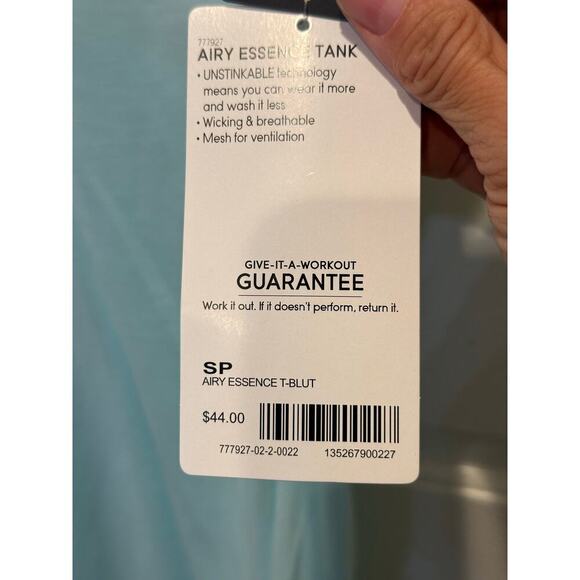 777927
AIRY ESSENCE TANK
• UNSTINKABLE technology
means you can wear it more
and wash it less
• Wicking & breathable
• Mesh for ventilation
GIVE-IT-A-WORKOUT
GUARANTEE
Work it out. If it doesn't perform, return it.
SP
AIRY ESSENCE T-BLUT
$44.00
777927-02-2-0022 135267900227